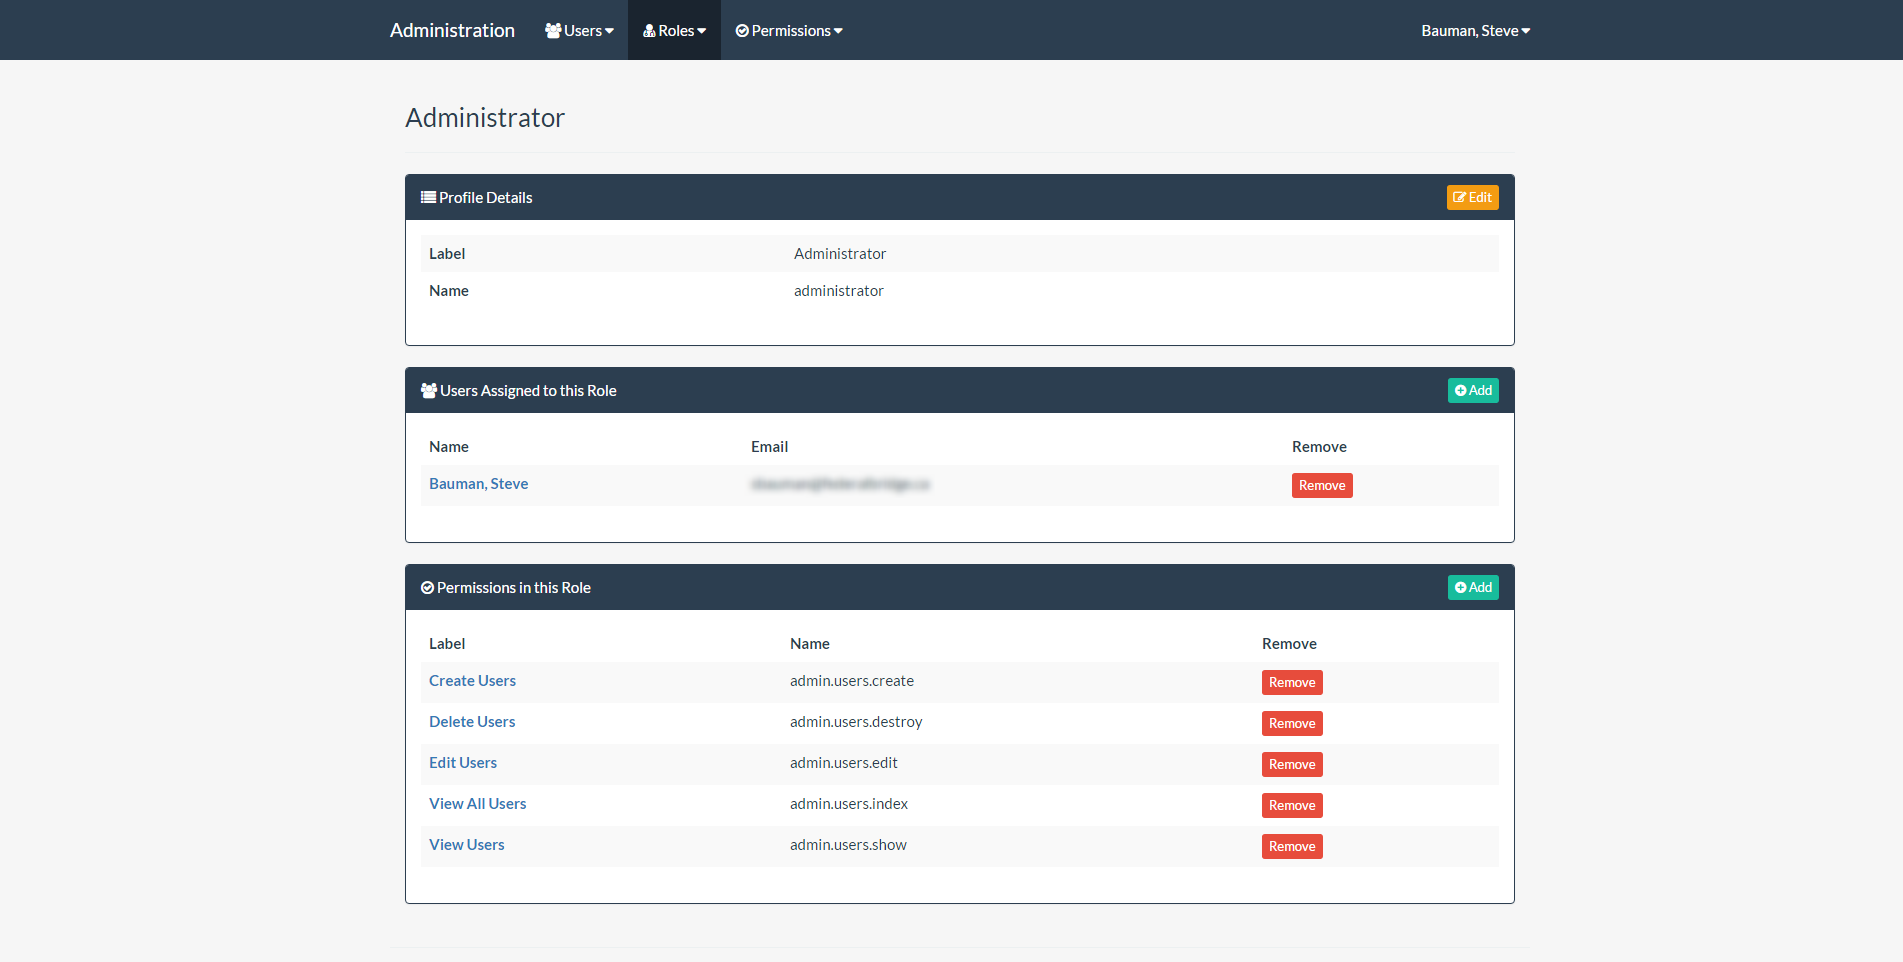 Administration Users Roles Permissions Bauman, Steve
Administrator
Profile Details Edit
Label Administrator
Name administrator
Users Assigned to this Role Add
Name Email Remove
Bauman, Steve Remove
Permissions in this Role Add
Label Name Remove
Create Users admin.users.create Remove
Delete Users admin.users.destroy Remove
Edit Users admin.users.edit Remove
View All Users admin.users.index Remove
View Users admin.users.show Remove